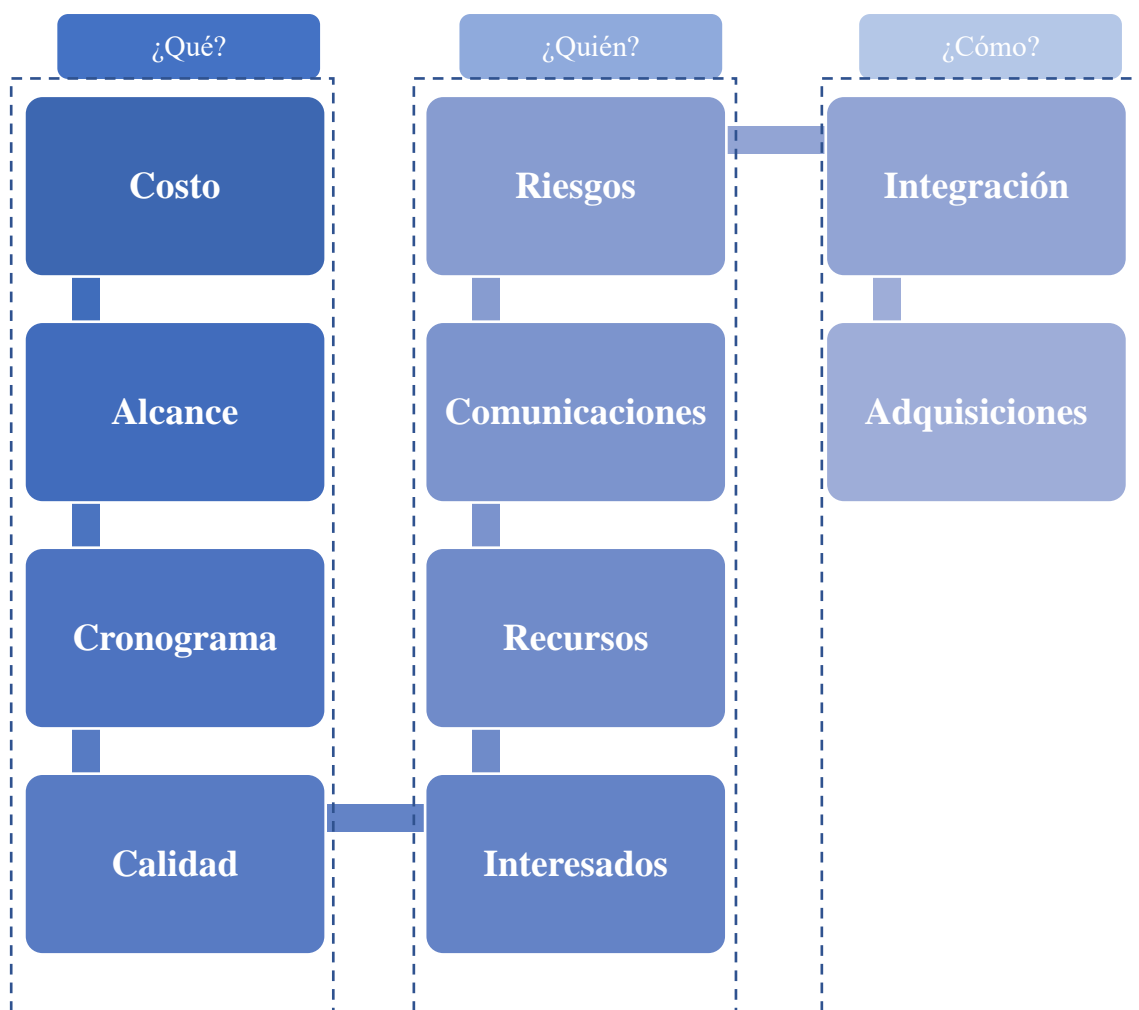 ¿Qué?
Costo
Alcance
Cronograma
Calidad
¿Quién?
Riesgos
Comunicaciones
Recursos
Interesados
¿Cómo?
Integración
Adquisiciones